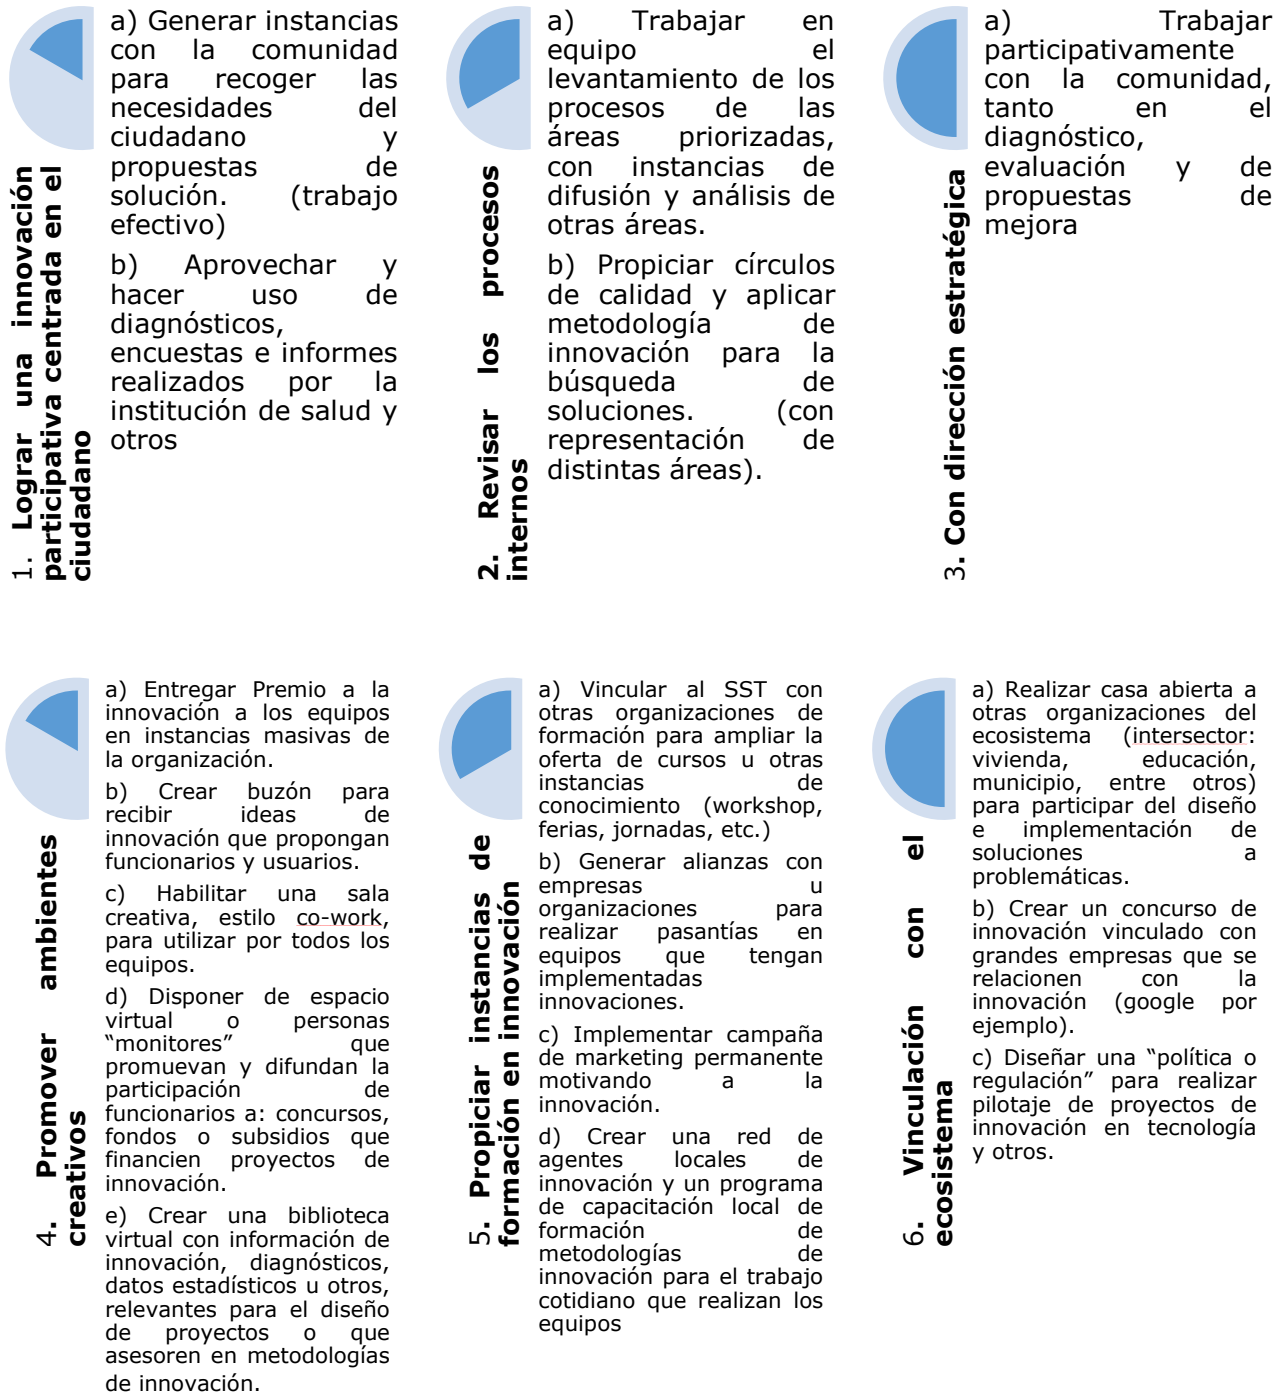 1. Lograr una innovación
participativa centrada en el
ciudadano
a) Generar instancias
con la comunidad
para recoger las
necesidades del
ciudadano y
propuestas de
solución. (trabajo
efectivo)
b) Aprovechar y
hacer uso de
diagnósticos,
encuestas e informes
realizados por la
institución de salud y
otros
2. Revisar los procesos
internos
a) Trabajar en
equipo el
levantamiento de los
procesos de las
áreas priorizadas,
con instancias de
difusión y análisis de
otras áreas.
b) Propiciar círculos
de calidad y aplicar
metodología de
innovación para la
búsqueda de
soluciones. (con
representación de
distintas áreas).
3. Con dirección estratégica
a) Trabajar
participativamente
con la comunidad,
tanto en el
diagnóstico,
evaluación y de
propuestas de
mejora
4. Promover ambientes
creativos
a) Entregar Premio a la
innovación a los equipos
en instancias masivas de
la organización.
b) Crear buzón para
recibir ideas de
innovación que propongan
funcionarios y usuarios.
c) Habilitar una sala
creativa, estilo co-work,
para utilizar por todos los
equipos.
d) Disponer de espacio
virtual o personas
“monitores” que
promuevan y difundan la
participación de
funcionarios a: concursos,
fondos o subsidios que
financien proyectos de
innovación.
e) Crear una biblioteca
virtual con información de
innovación, diagnósticos,
datos estadísticos u otros,
relevantes para el diseño
de proyectos o que
asesoren en metodologías
de innovación.
5. Propiciar instancias de
formación en innovación
a) Vincular al SST con
otras organizaciones de
formación para ampliar la
oferta de cursos u otras
instancias de
conocimiento (workshop,
ferias, jornadas, etc.)
b) Generar alianzas con
empresas u
organizaciones para
realizar pasantías en
equipos que tengan
implementadas
innovaciones.
c) Implementar campaña
de marketing permanente
motivando a la
innovación.
d) Crear una red de
agentes locales de
innovación y un programa
de capacitación local de
formación de
metodologías de
innovación para el trabajo
cotidiano que realizan los
equipos
6. Vinculación con el
ecosistema
a) Realizar casa abierta a
otras organizaciones del
ecosistema (intersector:
vivienda, educación,
municipio, entre otros)
para participar del diseño
e implementación de
soluciones a
problemáticas.
b) Crear un concurso de
innovación vinculado con
grandes empresas que se
relacionen con la
innovación (google por
ejemplo).
c) Diseñar una “política o
regulación” para realizar
pilotaje de proyectos de
innovación en tecnología
y otros.